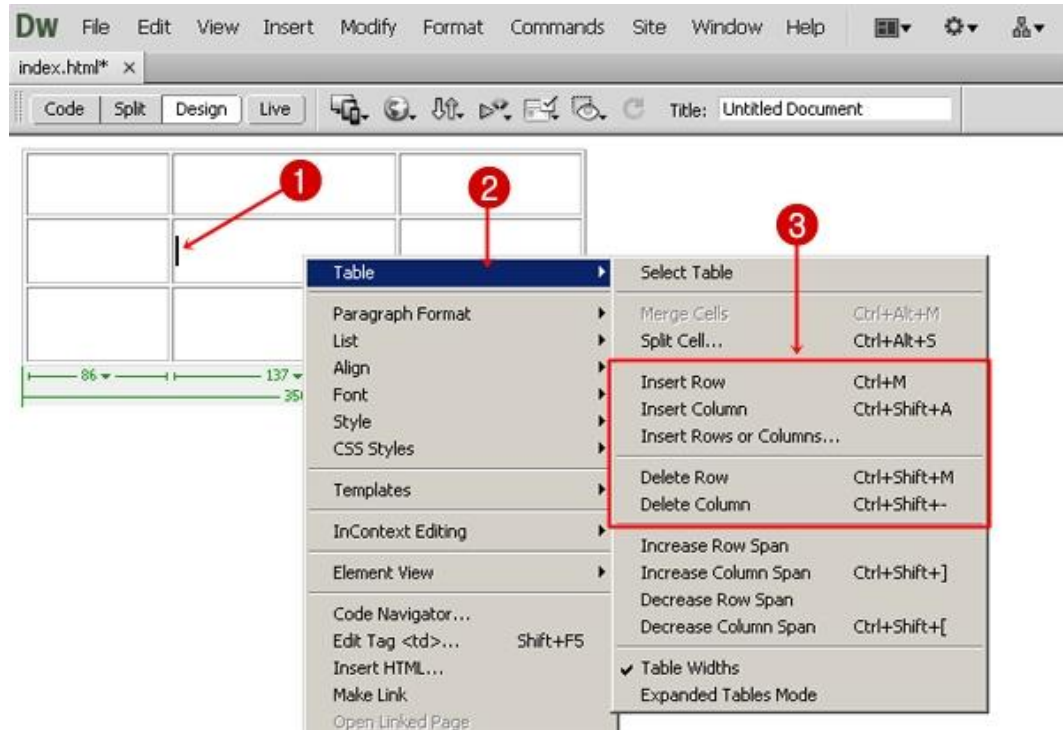 Dw File Edit View Insert Modify Format Commands Site Window Help
index.html* ×
Code Split Design Live Title: Untitled Document
1
2
3
86
137
Table
Paragraph Format
List
Align
Font
Style
CSS Styles
Templates
InContext Editing
Element View
Code Navigator...
Edit Tag <td>... Shift+F5
Insert HTML...
Make Link
Open Linked Page
Select Table
Merge Cells Ctrl+Alt+M
Split Cell... Ctrl+Alt+S
Insert Row Ctrl+M
Insert Column Ctrl+Shift+A
Insert Rows or Columns...
Delete Row Ctrl+Shift+M
Delete Column Ctrl+Shift+-
Increase Row Span
Increase Column Span Ctrl+Shift+]
Decrease Row Span
Decrease Column Span Ctrl+Shift+[
Table Widths
Expanded Tables Mode